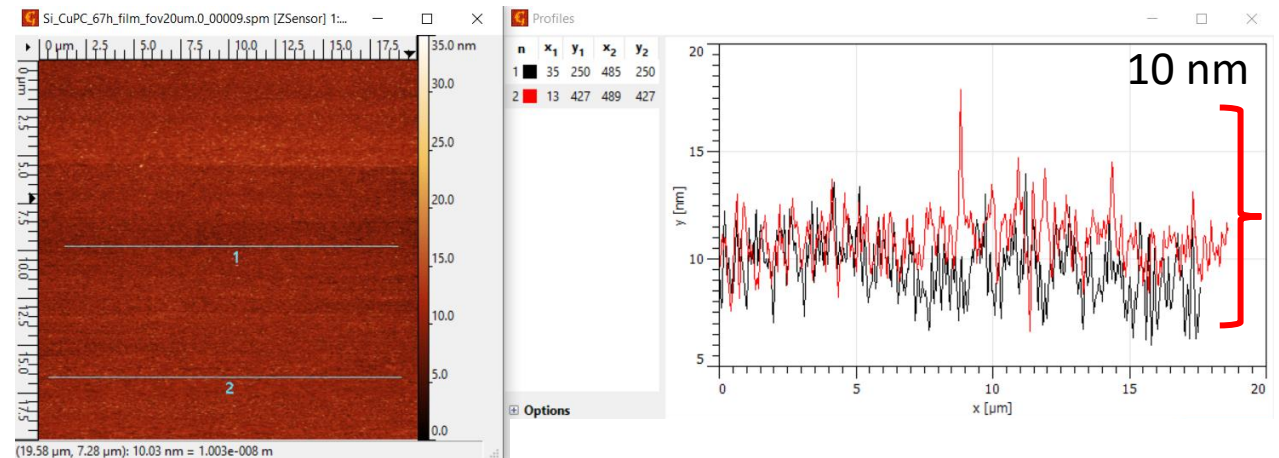 Si_CuPC_67h_film_fov20um.0_00009.spm [ZSensor] 1:...
0 µm 2.5 5.0 7.5 10.0 12.5 15.0 17.5
0 µm
2.5
5.0
7.5
10.0
12.5
15.0
17.5
1
2
35.0 nm
30.0
25.0
20.0
15.0
10.0
5.0
0.0
(19.58 µm, 7.28 µm): 10.03 nm = 1.003e-008 m
Profiles
n x1 y1 x2 y2
1 35 250 485 250
2 13 427 489 427
Options
20
15
10
5
y [nm]
0 5 10 15 20
x [µm]
10 nm